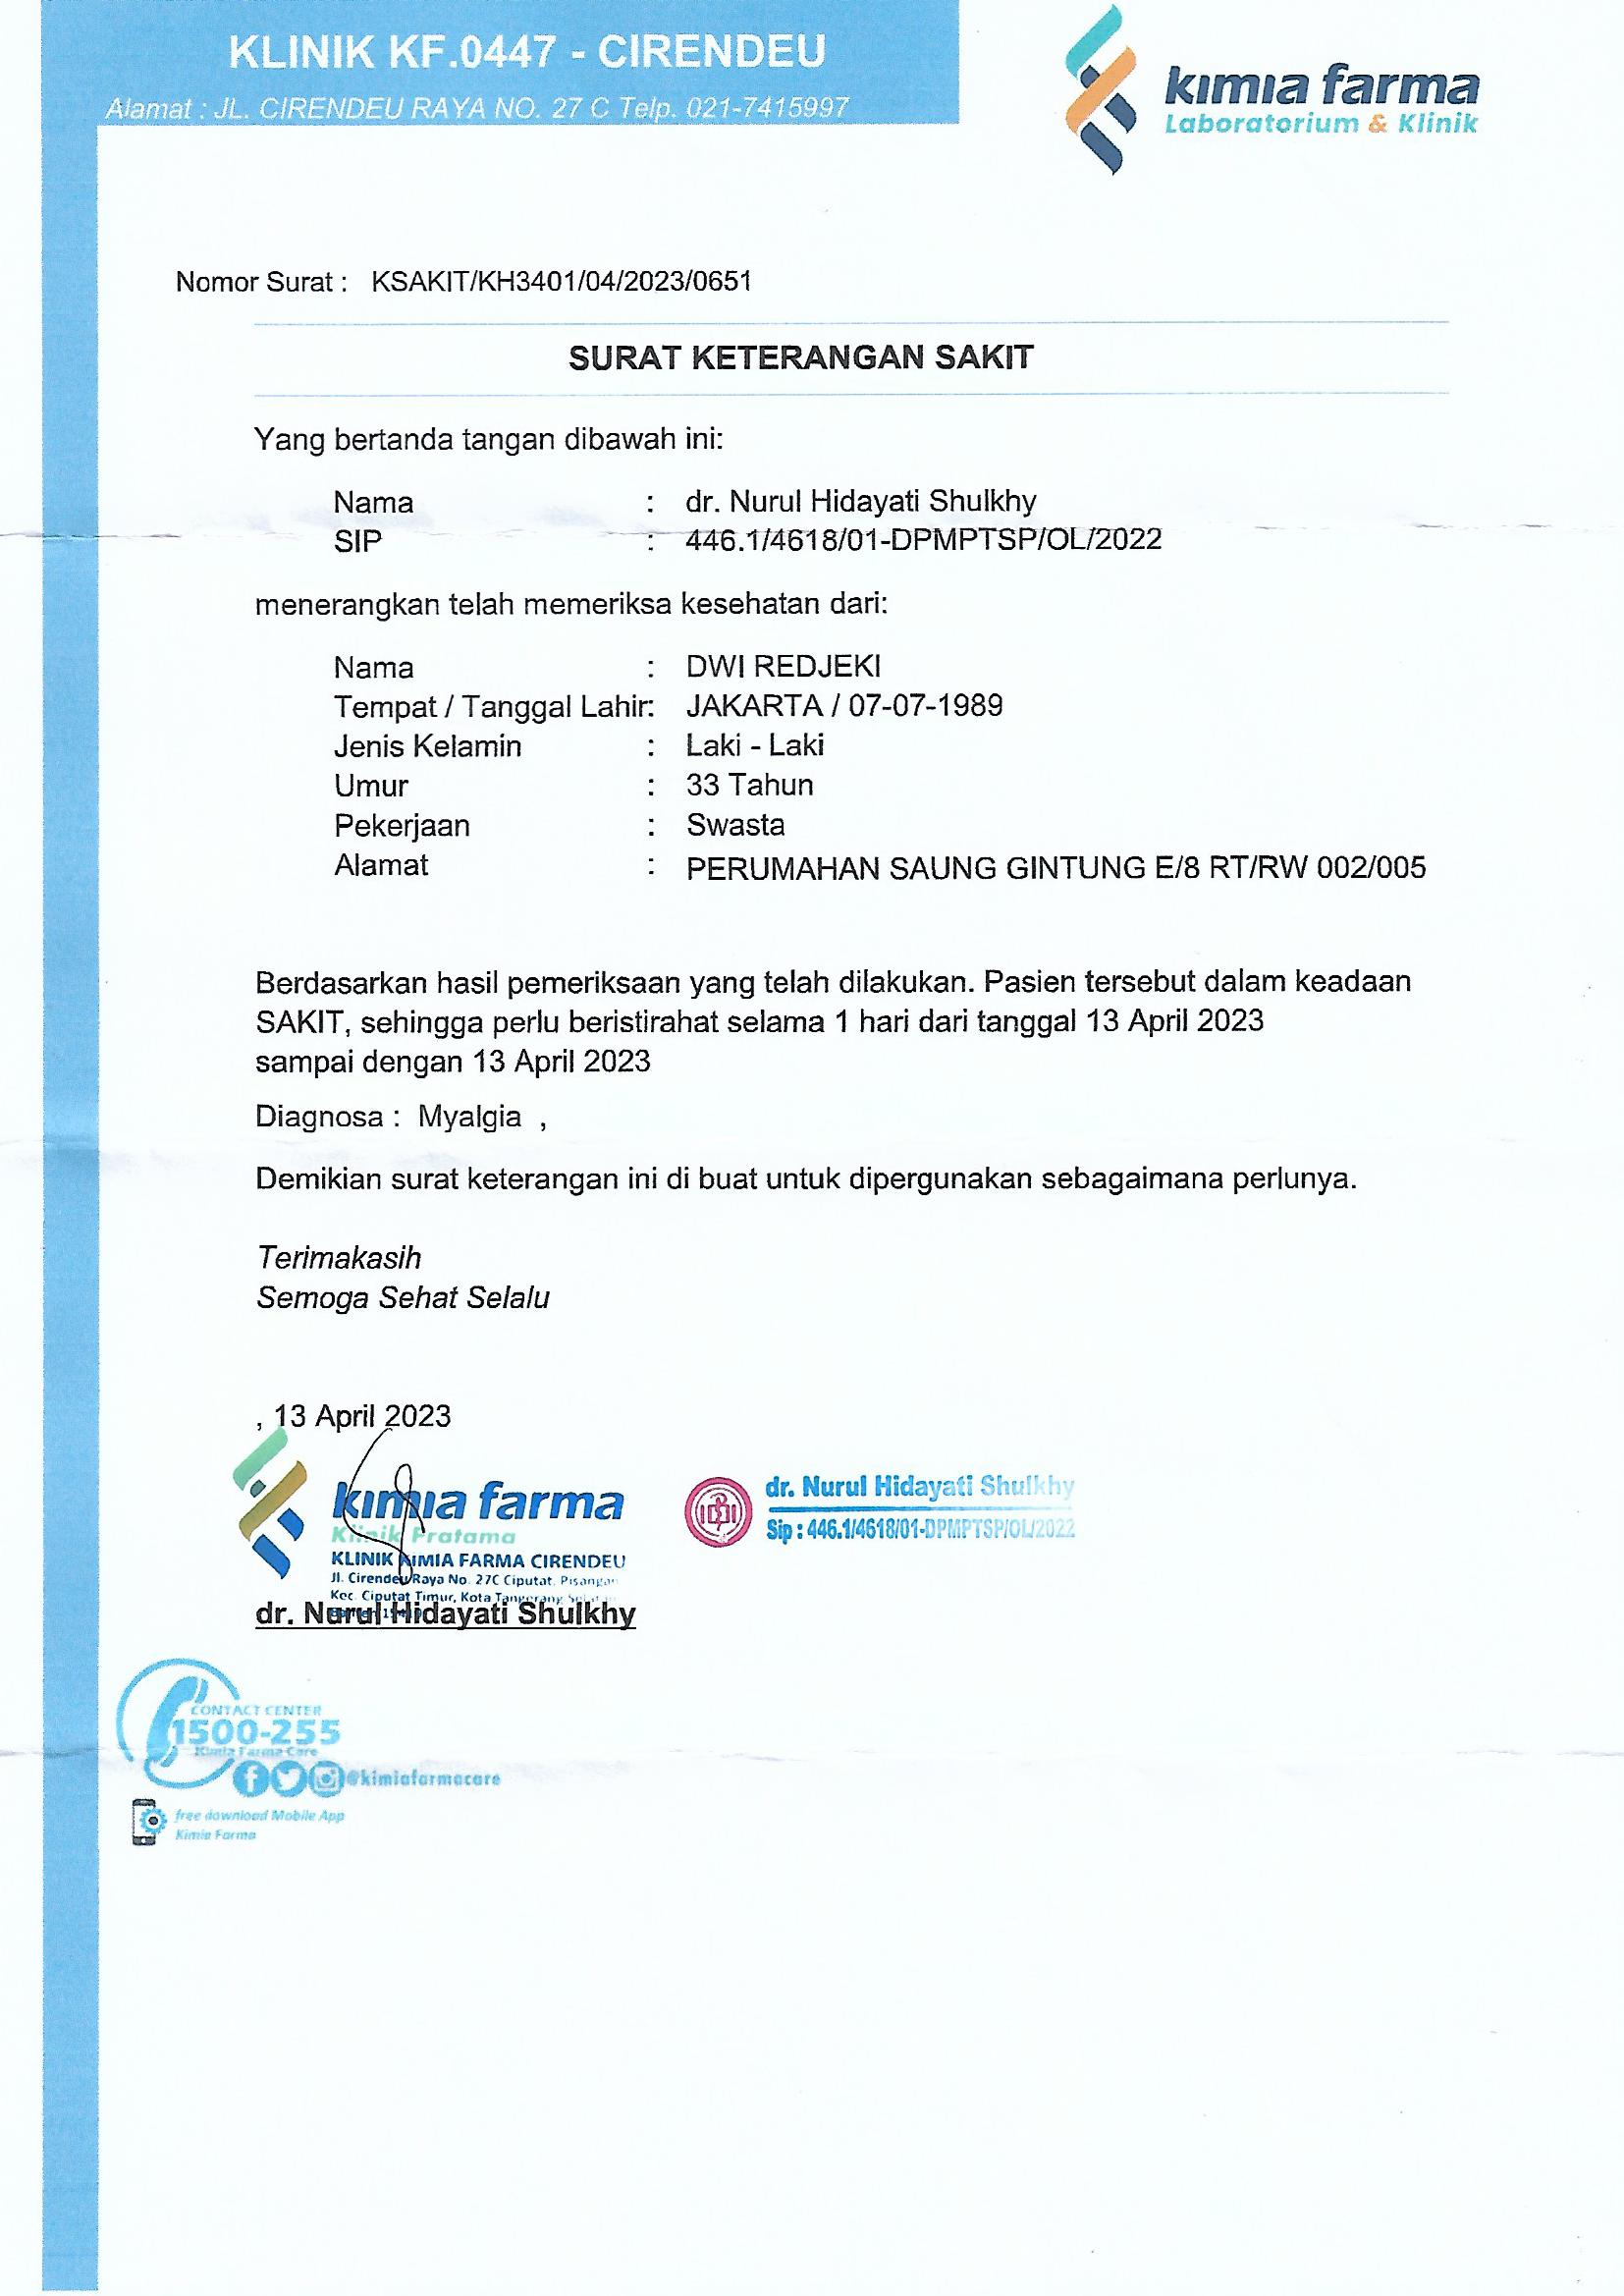 KLINIK KF.0447 - CIRENDEU
Alamat : JL. CIRENDEU RAYA NO. 27 C Telp. 021-7415997
kimia farma
Laboratorium & Klinik
Nomor Surat : KSAKIT/KH3401/04/2023/0651
SURAT KETERANGAN SAKIT
Yang bertanda tangan dibawah ini:
Nama : dr. Nurul Hidayati Shulkhy
SIP : 446.1/4618/01-DPMPTSP/OL/2022
menerangkan telah memeriksa kesehatan dari:
Nama : DWI REDJEKI
Tempat / Tanggal Lahir: JAKARTA / 07-07-1989
Jenis Kelamin : Laki - Laki
Umur : 33 Tahun
Pekerjaan : Swasta
Alamat : PERUMAHAN SAUNG GINTUNG E/8 RT/RW 002/005
Berdasarkan hasil pemeriksaan yang telah dilakukan. Pasien tersebut dalam keadaan
SAKIT, sehingga perlu beristirahat selama 1 hari dari tanggal 13 April 2023
sampai dengan 13 April 2023
Diagnosa : Myalgia ,
Demikian surat keterangan ini di buat untuk dipergunakan sebagaimana perlunya.
Terimakasih
Semoga Sehat Selalu
, 13 April 2023
kimia farma
Klinik Pratama
KLINIK KIMIA FARMA CIRENDEU
Jl. Cirendeu Raya No. 27C Ciputat. Pisangan
Kec. Ciputat Timur, Kota Tangerang
dr. Nurul Hidayati Shulkhy
dr. Nurul Hidayati Shulkhy
Sip : 446.1/4618/01-DPMPTSP/OL/2022
CONTACT CENTER
1500-255
Kimia Farma Care
@kimiafarmacare
free download Mobile App
Kimia Farma